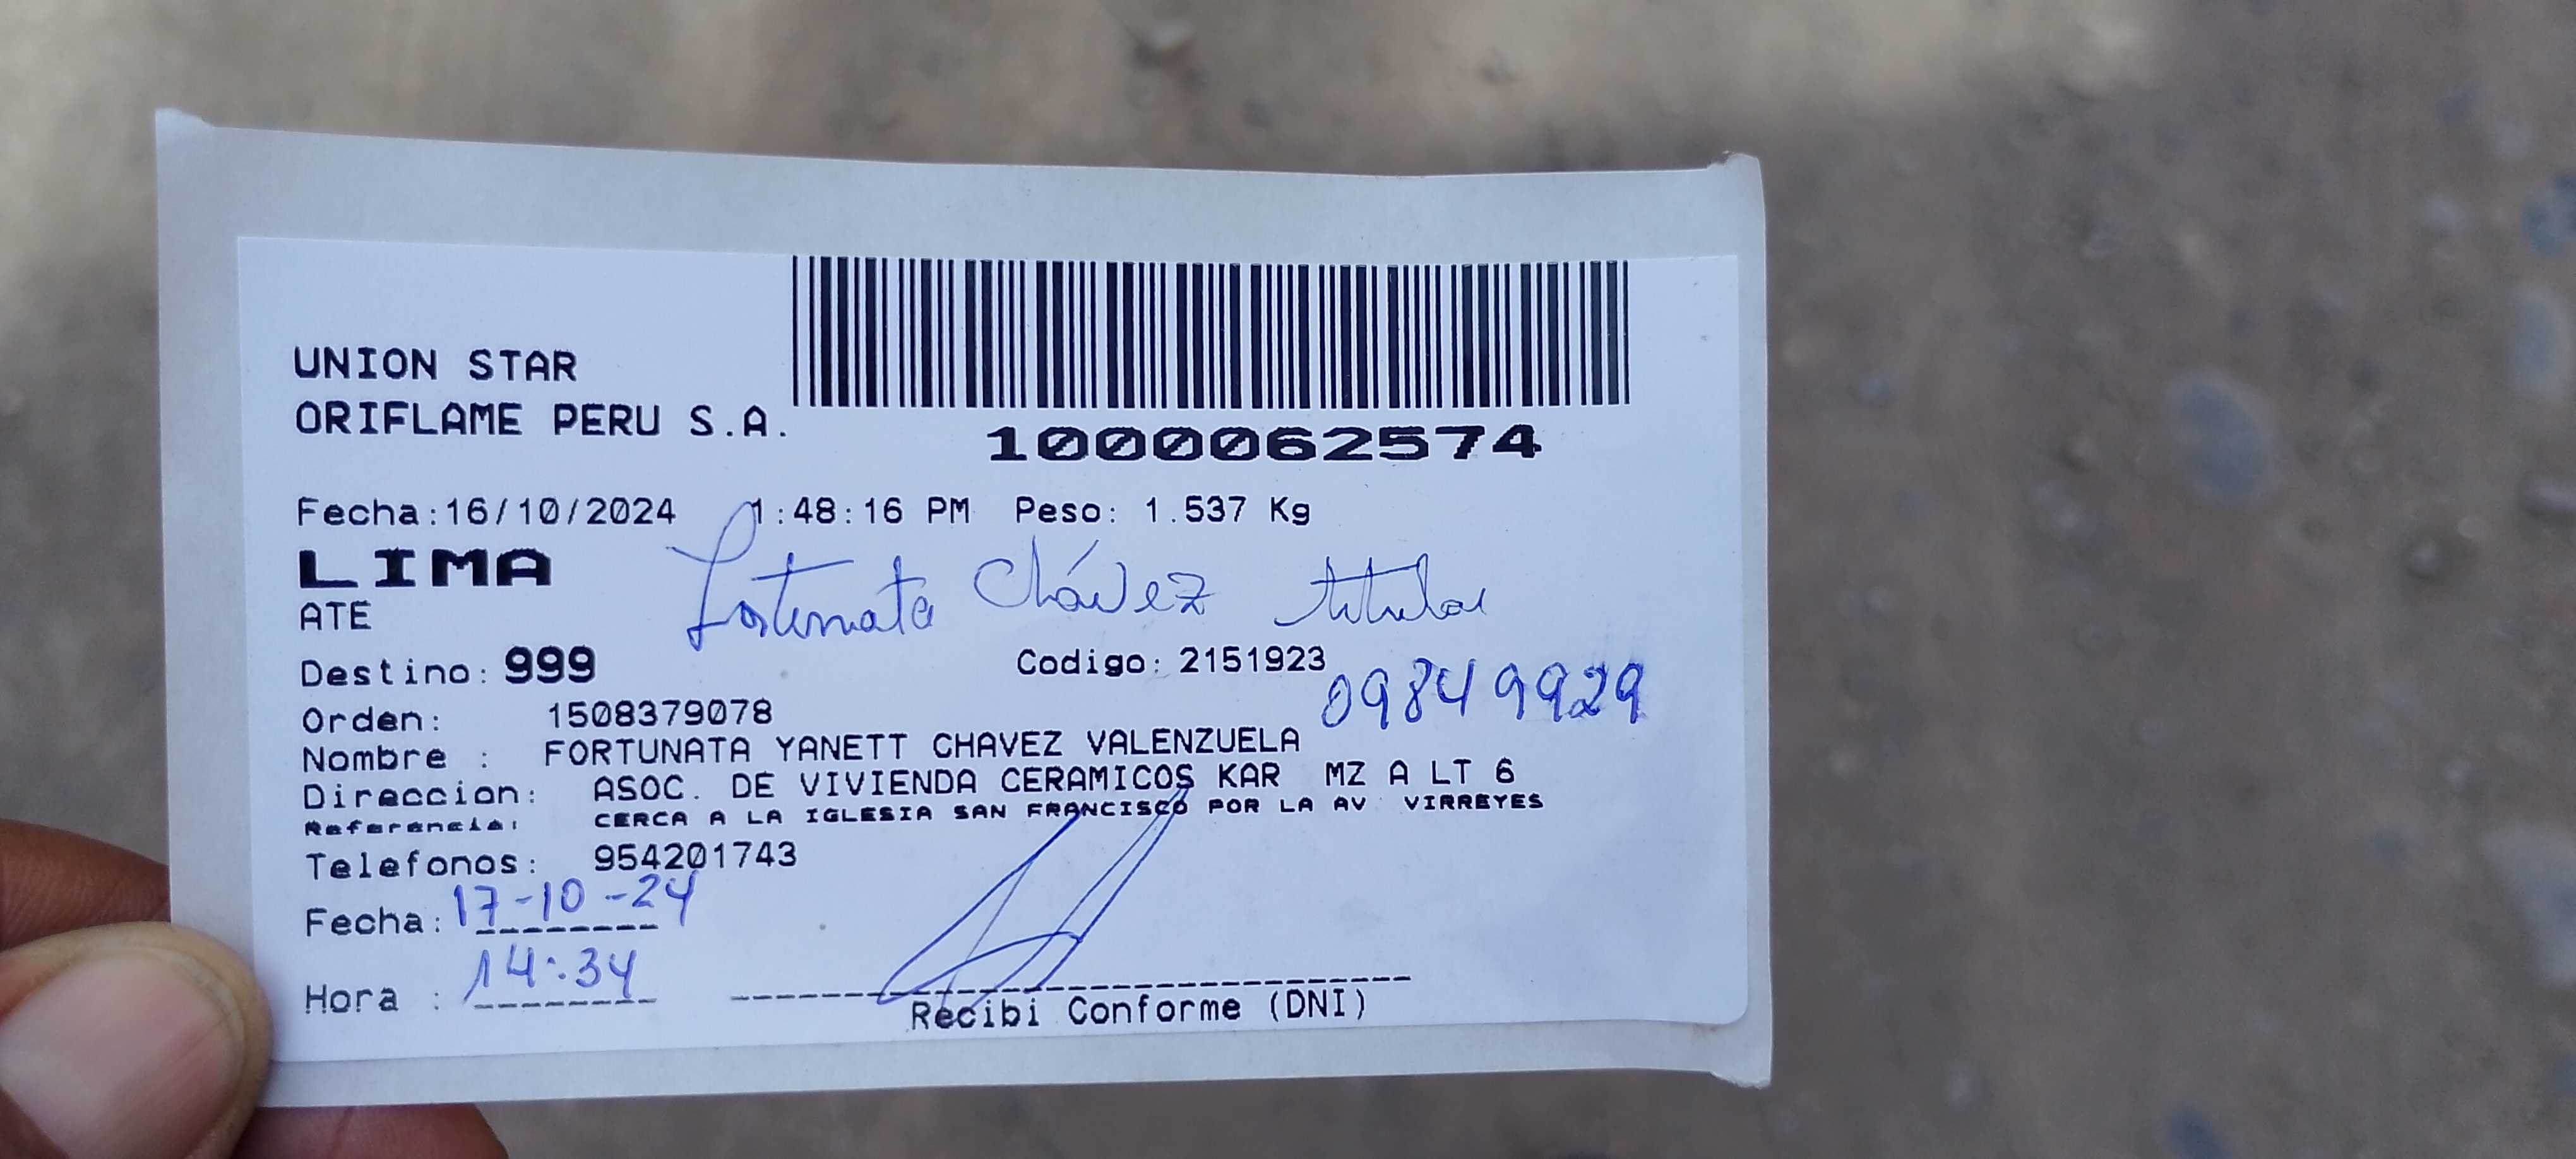 UNION STAR
ORIFLAME PERU S.A.
1000062574
Fecha:16/10/2024 1:48:16 PM Peso: 1.537 Kg
LIMA
ATE
Fortunata Chávez titular
Destino: 999 Codigo: 2151923
09849929
Orden: 1508379078
Nombre : FORTUNATA YANETT CHAVEZ VALENZUELA
Direccion: ASOC. DE VIVIENDA CERAMICOS KAR MZ A LT 6
Referencia: CERCA A LA IGLESIA SAN FRANCISCO POR LA AV VIRREYES
Telefonos: 954201743
Fecha: 17-10-24
Hora : 14:34
Recibi Conforme (DNI)